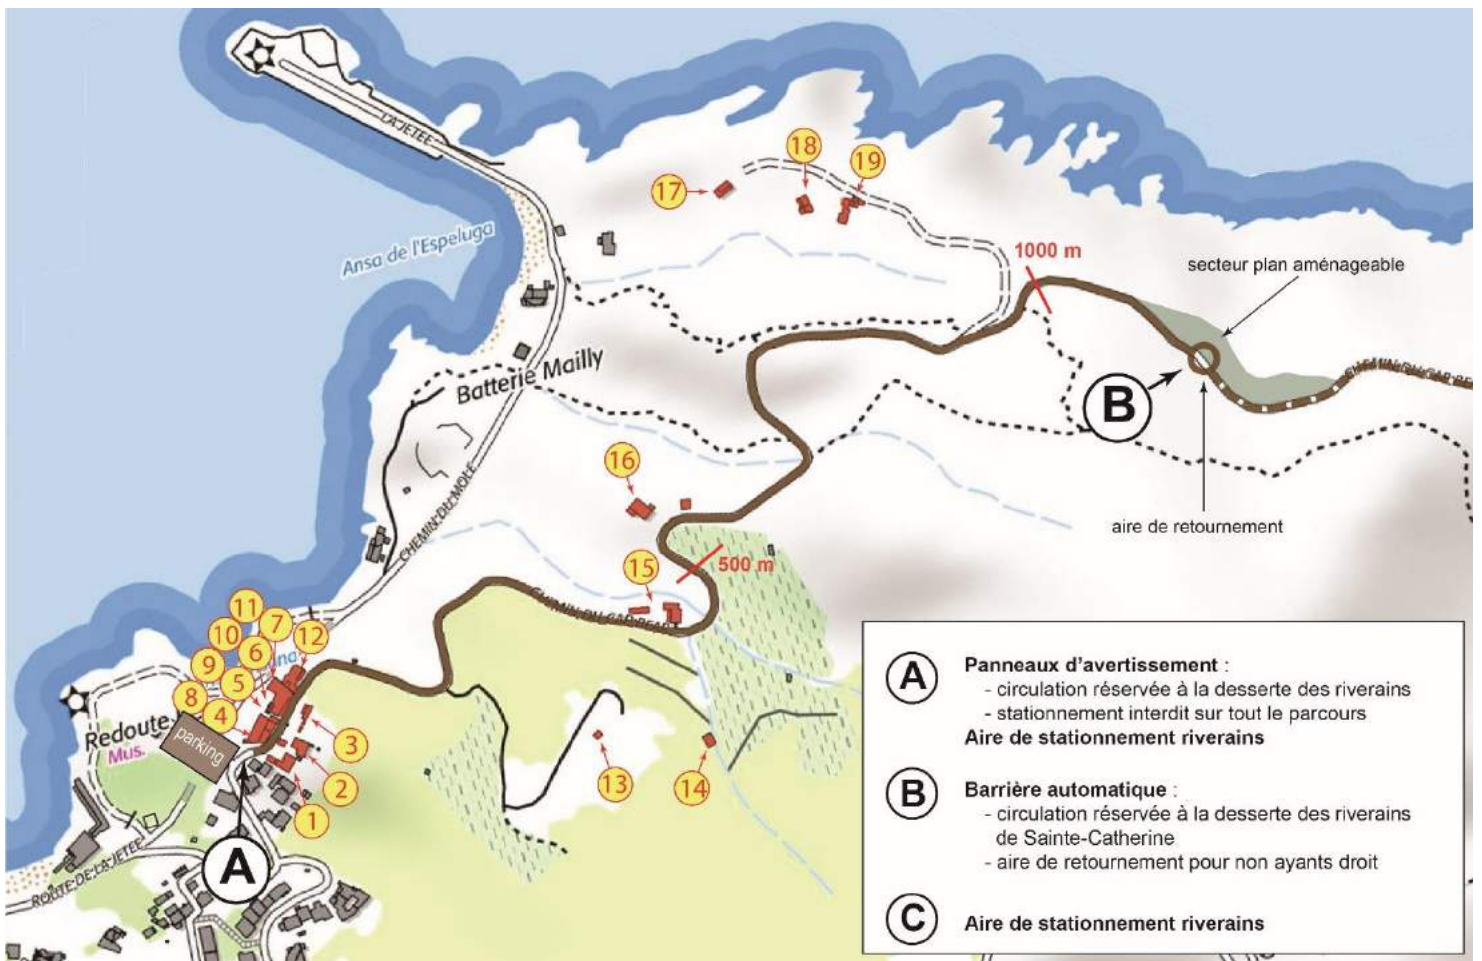 LA JETEE
Ansa de l'Espeluga
17
18
19
1000 m
secteur plan aménageable
B
aire de retournement
Batterie Mailly
CHEMIN DU MOLE
16
15
500 m
CHEMIN DU CAP BEAR
11
7
10
6
12
9
5
8
4
Redoute
Mus.
parking
3
2
1
13
14
A
ROUTE DE LA JETEE
A
Panneaux d'avertissement :
- circulation réservée à la desserte des riverains
- stationnement interdit sur tout le parcours
Aire de stationnement riverains
B
Barrière automatique :
- circulation réservée à la desserte des riverains
de Sainte-Catherine
- aire de retournement pour non ayants droit
C
Aire de stationnement riverains